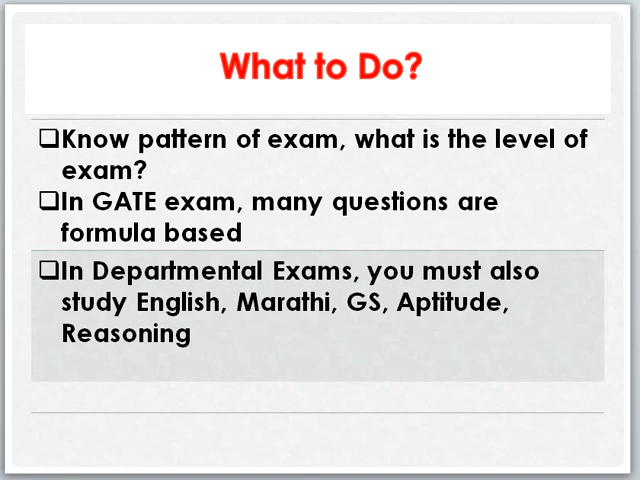 What to Do?
❑Know pattern of exam, what is the level of
exam?
❑In GATE exam, many questions are
formula based
❑In Departmental Exams, you must also
study English, Marathi, GS, Aptitude,
Reasoning